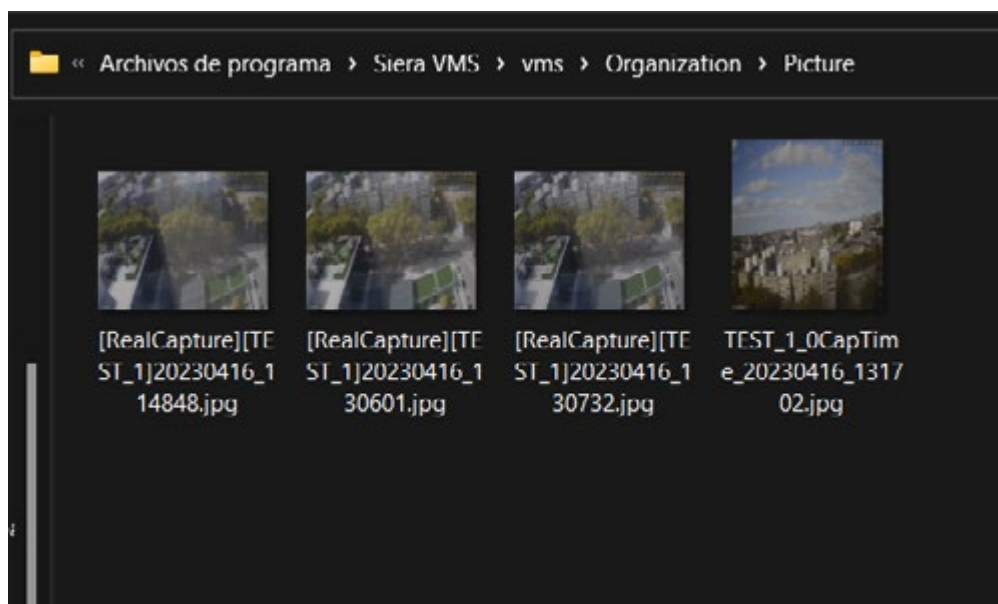 « Archivos de programa › Siera VMS › vms › Organization › Picture
[RealCapture][TE
ST_1]20230416_1
14848.jpg
[RealCapture][TE
ST_1]20230416_1
30601.jpg
[RealCapture][TE
ST_1]20230416_1
30732.jpg
TEST_1_0CapTim
e_20230416_1317
02.jpg